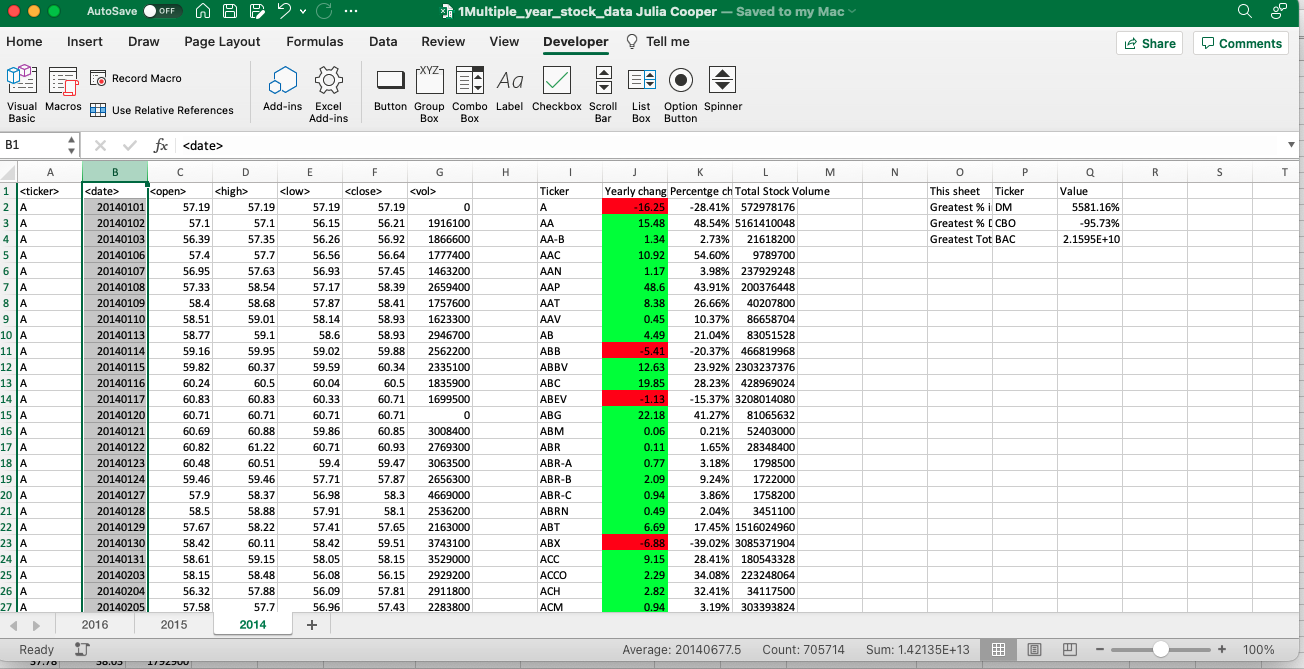 AutoSave OFF 1Multiple_year_stock_data Julia Cooper — Saved to my Mac
Home Insert Draw Page Layout Formulas Data Review View Developer Tell me Share Comments
Visual Basic Macros Record Macro Use Relative References Add-ins Excel Add-ins Button Group Box Combo Box Label Checkbox Scroll Bar List Box Option Button Spinner
XYZ Aa
B1 fx <date>
A B C D E F G H I J K L M N O P Q R S T
1 <ticker> <date> <open> <high> <low> <close> <vol> Ticker Yearly chang Percentge ch Total Stock Volume This sheet Ticker Value
2 A 20140101 57.19 57.19 57.19 57.19 0 A -16.25 -28.41% 572978176 Greatest % i DM 5581.16%
3 A 20140102 57.1 57.1 56.15 56.21 1916100 AA 15.48 48.54% 5161410048 Greatest % D CBO -95.73%
4 A 20140103 56.39 57.35 56.26 56.92 1866600 AA-B 1.34 2.73% 21618200 Greatest Tot BAC 2.1595E+10
5 A 20140106 57.4 57.7 56.56 56.64 1777400 AAC 10.92 54.60% 9789700
6 A 20140107 56.95 57.63 56.93 57.45 1463200 AAN 1.17 3.98% 237929248
7 A 20140108 57.33 58.54 57.17 58.39 2659400 AAP 48.6 43.91% 200376448
8 A 20140109 58.4 58.68 57.87 58.41 1757600 AAT 8.38 26.66% 40207800
9 A 20140110 58.51 59.01 58.14 58.93 1623300 AAV 0.45 10.37% 86658704
10 A 20140113 58.77 59.1 58.6 58.93 2946700 AB 4.49 21.04% 83051528
11 A 20140114 59.16 59.95 59.02 59.88 2562200 ABB -5.41 -20.37% 466819968
12 A 20140115 59.82 60.37 59.59 60.34 2335100 ABBV 12.63 23.92% 2303237376
13 A 20140116 60.24 60.5 60.04 60.5 1835900 ABC 19.85 28.23% 428969024
14 A 20140117 60.83 60.83 60.33 60.71 1699500 ABEV -1.13 -15.37% 3208014080
15 A 20140120 60.71 60.71 60.71 60.71 0 ABG 22.18 41.27% 81065632
16 A 20140121 60.69 60.88 59.86 60.85 3008400 ABM 0.06 0.21% 52403000
17 A 20140122 60.82 61.22 60.71 60.93 2769300 ABR 0.11 1.65% 28348400
18 A 20140123 60.48 60.51 59.4 59.47 3063500 ABR-A 0.77 3.18% 1798500
19 A 20140124 59.46 59.46 57.71 57.87 2656300 ABR-B 2.09 9.24% 1722000
20 A 20140127 57.9 58.37 56.98 58.3 4669000 ABR-C 0.94 3.86% 1758200
21 A 20140128 58.5 58.88 57.91 58.1 2536200 ABRN 0.49 2.04% 3451100
22 A 20140129 57.67 58.22 57.41 57.65 2163000 ABT 6.69 17.45% 1516024960
23 A 20140130 58.42 60.11 58.42 59.51 3743100 ABX -6.88 -39.02% 3085371904
24 A 20140131 58.61 59.15 58.05 58.15 3529000 ACC 9.15 28.41% 180543328
25 A 20140203 58.15 58.48 56.08 56.15 2929200 ACCO 2.29 34.08% 223248064
26 A 20140204 56.32 57.88 56.09 57.81 2911800 ACH 2.82 32.41% 34117500
27 A 20140205 57.58 57.7 56.96 57.43 2283800 ACM 0.94 3.19% 303393824
2016 2015 2014 +
Ready Average: 20140677.5 Count: 705714 Sum: 1.42135E+13 100%
37.78 38.03 1792900